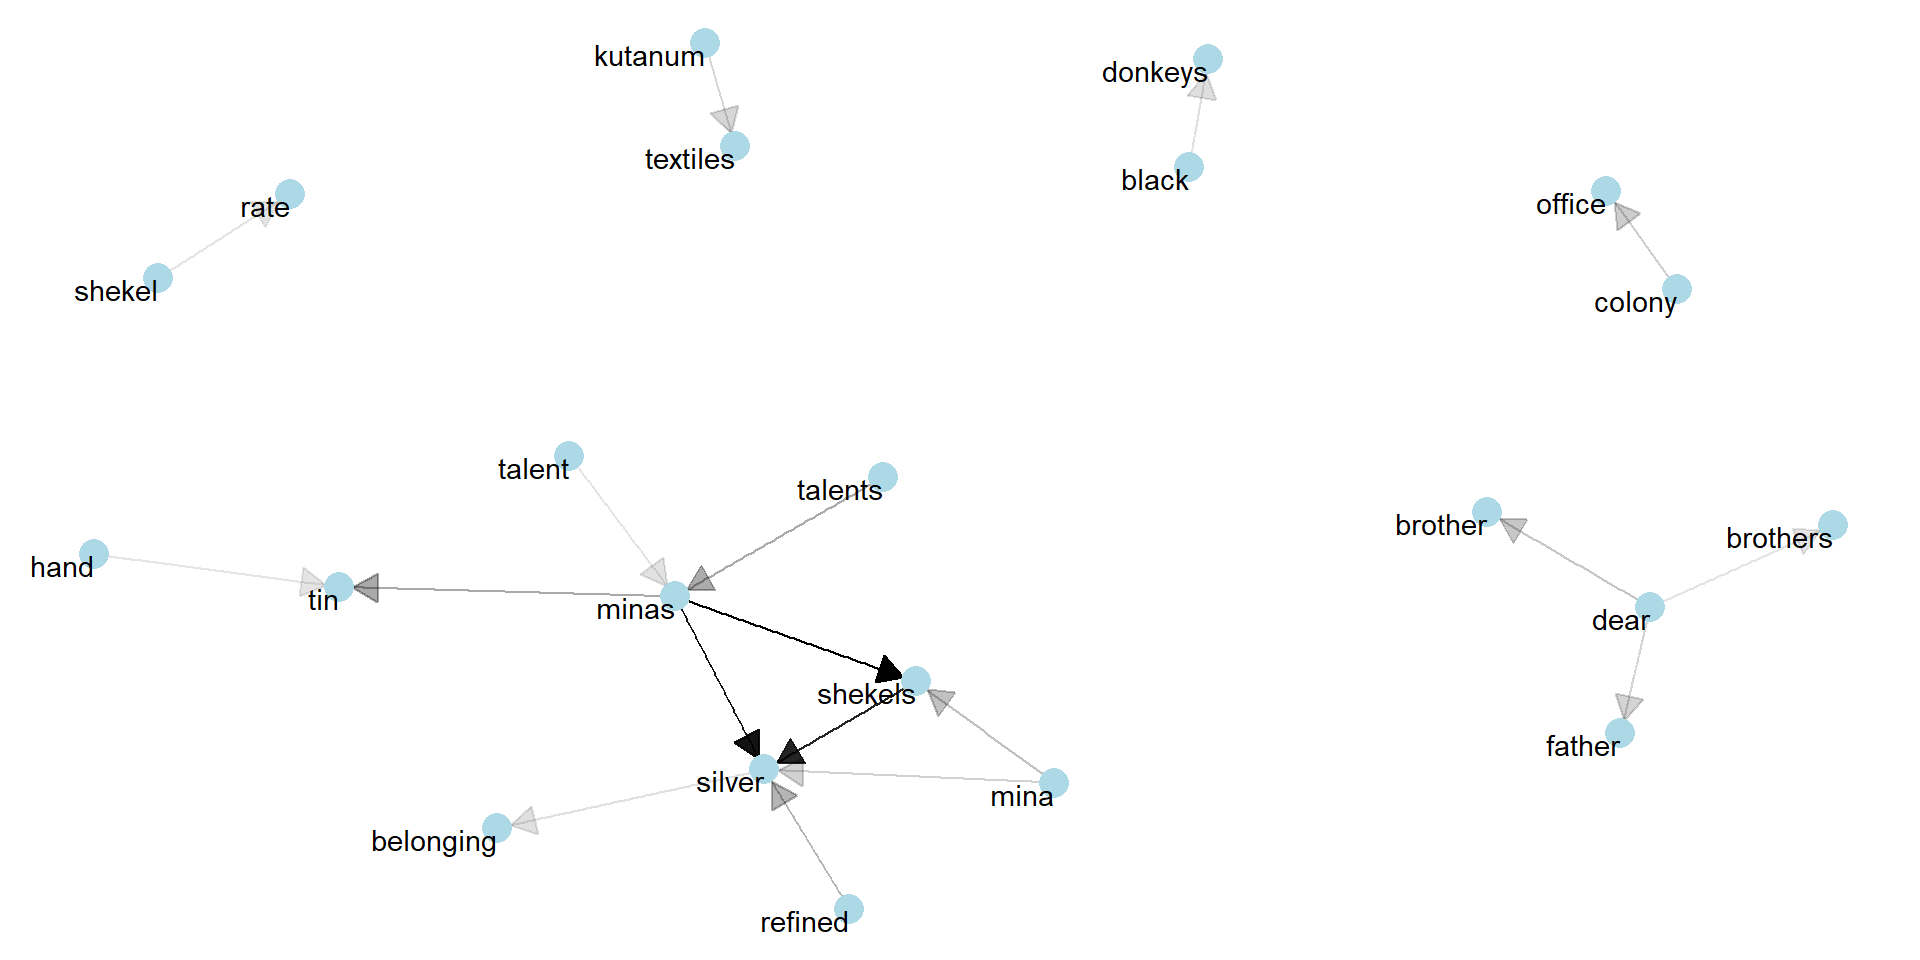 kutanum
donkeys
textiles
black
rate
office
shekel
colony
talent
talents
brother
brothers
hand
tin
minas
dear
shekels
father
silver
mina
belonging
refined